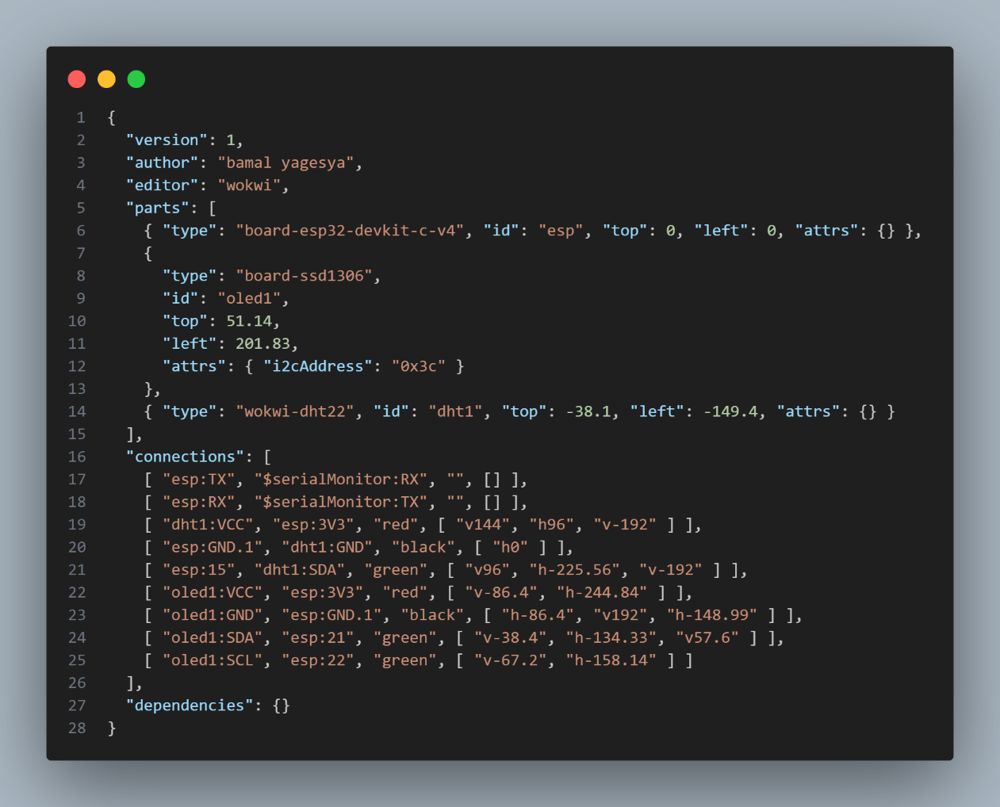 1 {
2   "version": 1,
3   "author": "bamal yagesya",
4   "editor": "wokwi",
5   "parts": [
6     { "type": "board-esp32-devkit-c-v4", "id": "esp", "top": 0, "left": 0, "attrs": {} },
7     {
8       "type": "board-ssd1306",
9       "id": "oled1",
10       "top": 51.14,
11       "left": 201.83,
12       "attrs": { "i2cAddress": "0x3c" }
13     },
14     { "type": "wokwi-dht22", "id": "dht1", "top": -38.1, "left": -149.4, "attrs": {} }
15   ],
16   "connections": [
17     [ "esp:TX", "$serialMonitor:RX", "", [] ],
18     [ "esp:RX", "$serialMonitor:TX", "", [] ],
19     [ "dht1:VCC", "esp:3V3", "red", [ "v144", "h96", "v-192" ] ],
20     [ "esp:GND.1", "dht1:GND", "black", [ "h0" ] ],
21     [ "esp:15", "dht1:SDA", "green", [ "v96", "h-225.56", "v-192" ] ],
22     [ "oled1:VCC", "esp:3V3", "red", [ "v-86.4", "h-244.84" ] ],
23     [ "oled1:GND", "esp:GND.1", "black", [ "h-86.4", "v192", "h-148.99" ] ],
24     [ "oled1:SDA", "esp:21", "green", [ "v-38.4", "h-134.33", "v57.6" ] ],
25     [ "oled1:SCL", "esp:22", "green", [ "v-67.2", "h-158.14" ] ]
26   ],
27   "dependencies": {}
28 }